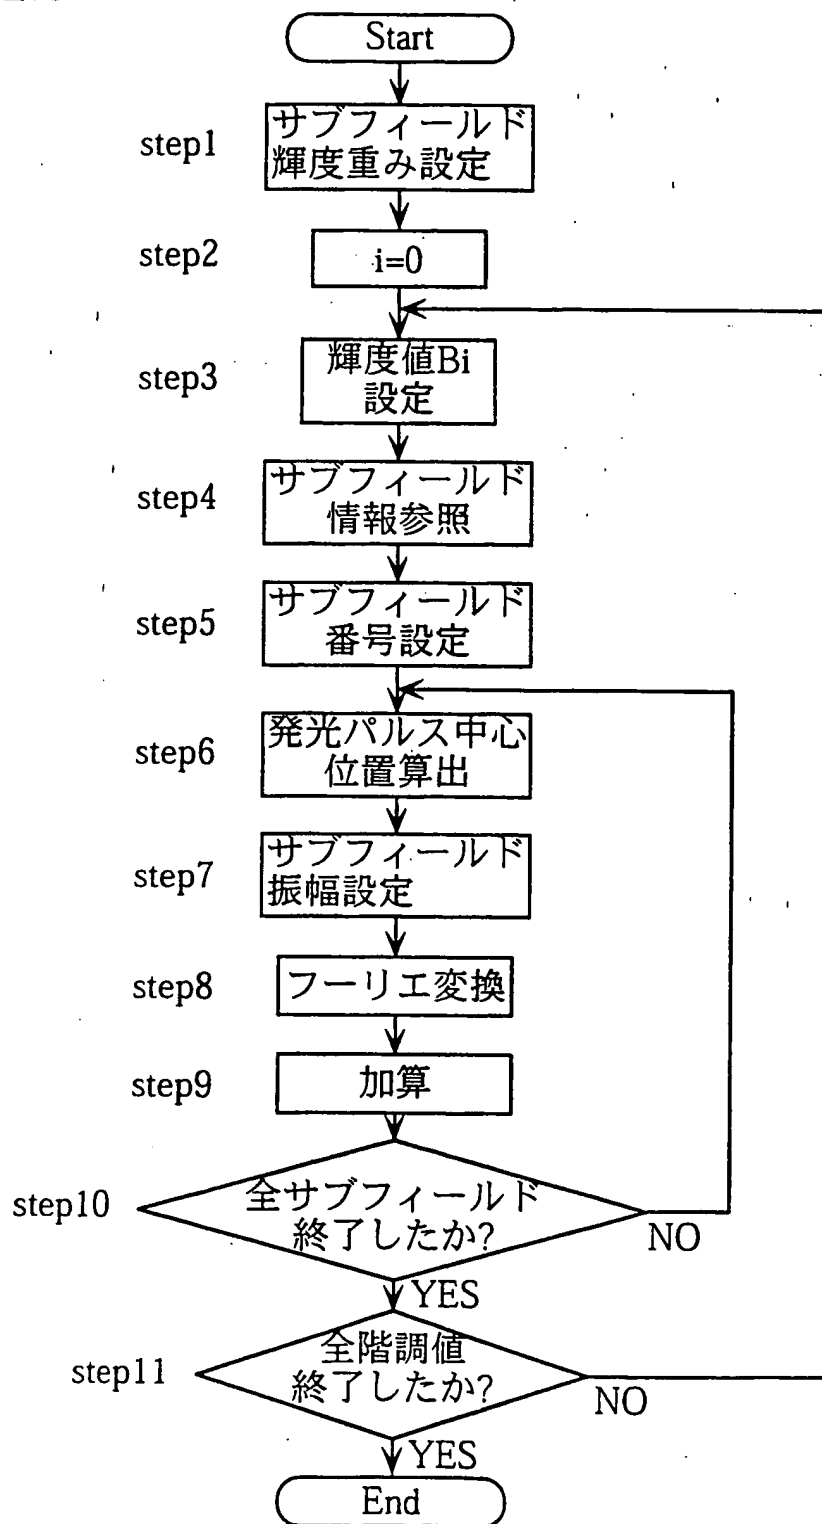 Start
step1
サブフィールド
輝度重み設定
step2
i=0
step3
輝度値Bi
設定
step4
サブフィールド
情報参照
step5
サブフィールド
番号設定
step6
発光パルス中心
位置算出
step7
サブフィールド
振幅設定
step8
フーリエ変換
step9
加算
step10
全サブフィールド
終了したか?
NO
YES
step11
全階調値
終了したか?
NO
YES
End